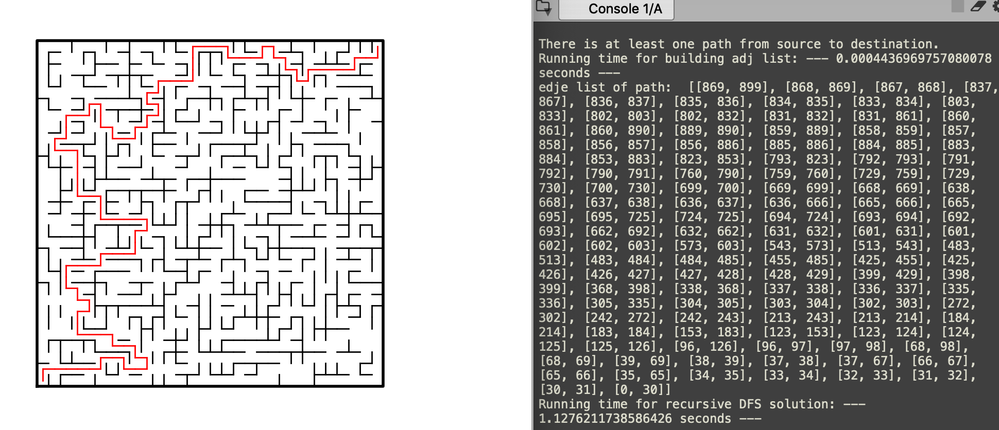 Console 1/A
There is at least one path from source to destination.
Running time for building adj list: --- 0.0004436969757080078
seconds ---
edje list of path:  [[869, 899], [868, 869], [867, 868], [837,
867], [836, 837], [835, 836], [834, 835], [833, 834], [803,
833], [802, 803], [802, 832], [831, 832], [831, 861], [860,
861], [860, 890], [889, 890], [859, 889], [858, 859], [857,
858], [856, 857], [856, 886], [885, 886], [884, 885], [883,
884], [853, 883], [823, 853], [793, 823], [792, 793], [791,
792], [790, 791], [760, 790], [759, 760], [729, 759], [729,
730], [700, 730], [699, 700], [669, 699], [668, 669], [638,
668], [637, 638], [636, 637], [636, 666], [665, 666], [665,
695], [695, 725], [724, 725], [694, 724], [693, 694], [692,
693], [662, 692], [632, 662], [631, 632], [601, 631], [601,
602], [602, 603], [573, 603], [543, 573], [513, 543], [483,
513], [483, 484], [484, 485], [455, 485], [425, 455], [425,
426], [426, 427], [427, 428], [428, 429], [399, 429], [398,
399], [368, 398], [338, 368], [337, 338], [336, 337], [335,
336], [305, 335], [304, 305], [303, 304], [302, 303], [272,
302], [242, 272], [242, 243], [213, 243], [213, 214], [184,
214], [183, 184], [153, 183], [123, 153], [123, 124], [124,
125], [125, 126], [96, 126], [96, 97], [97, 98], [68, 98],
[68, 69], [39, 69], [38, 39], [37, 38], [37, 67], [66, 67],
[65, 66], [35, 65], [34, 35], [33, 34], [32, 33], [31, 32],
[30, 31], [0, 30]]
Running time for recursive DFS solution: ---
1.1276211738586426 seconds ---